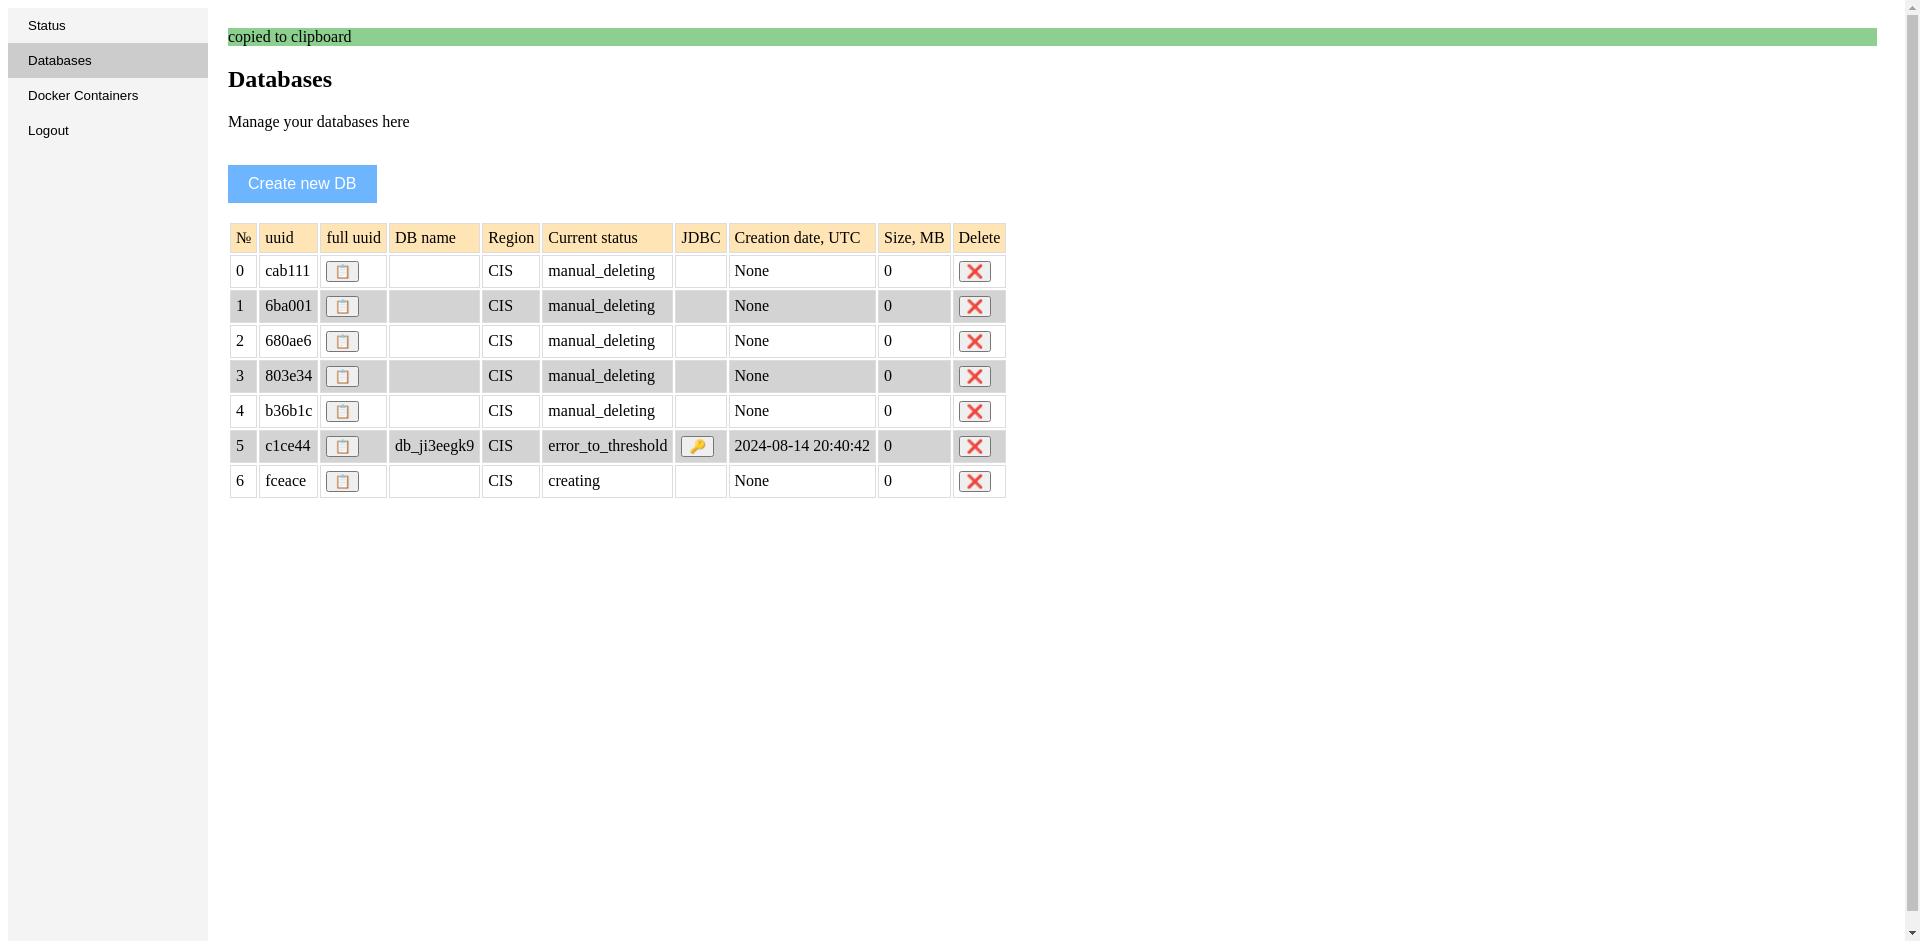 Status
Databases
Docker Containers
Logout
copied to clipboard
Databases
Manage your databases here
Create new DB
№ uuid full uuid DB name Region Current status JDBC Creation date, UTC Size, MB Delete
0 cab111 CIS manual_deleting None 0
1 6ba001 CIS manual_deleting None 0
2 680ae6 CIS manual_deleting None 0
3 803e34 CIS manual_deleting None 0
4 b36b1c CIS manual_deleting None 0
5 c1ce44 db_ji3eegk9 CIS error_to_threshold 2024-08-14 20:40:42 0
6 fceace CIS creating None 0